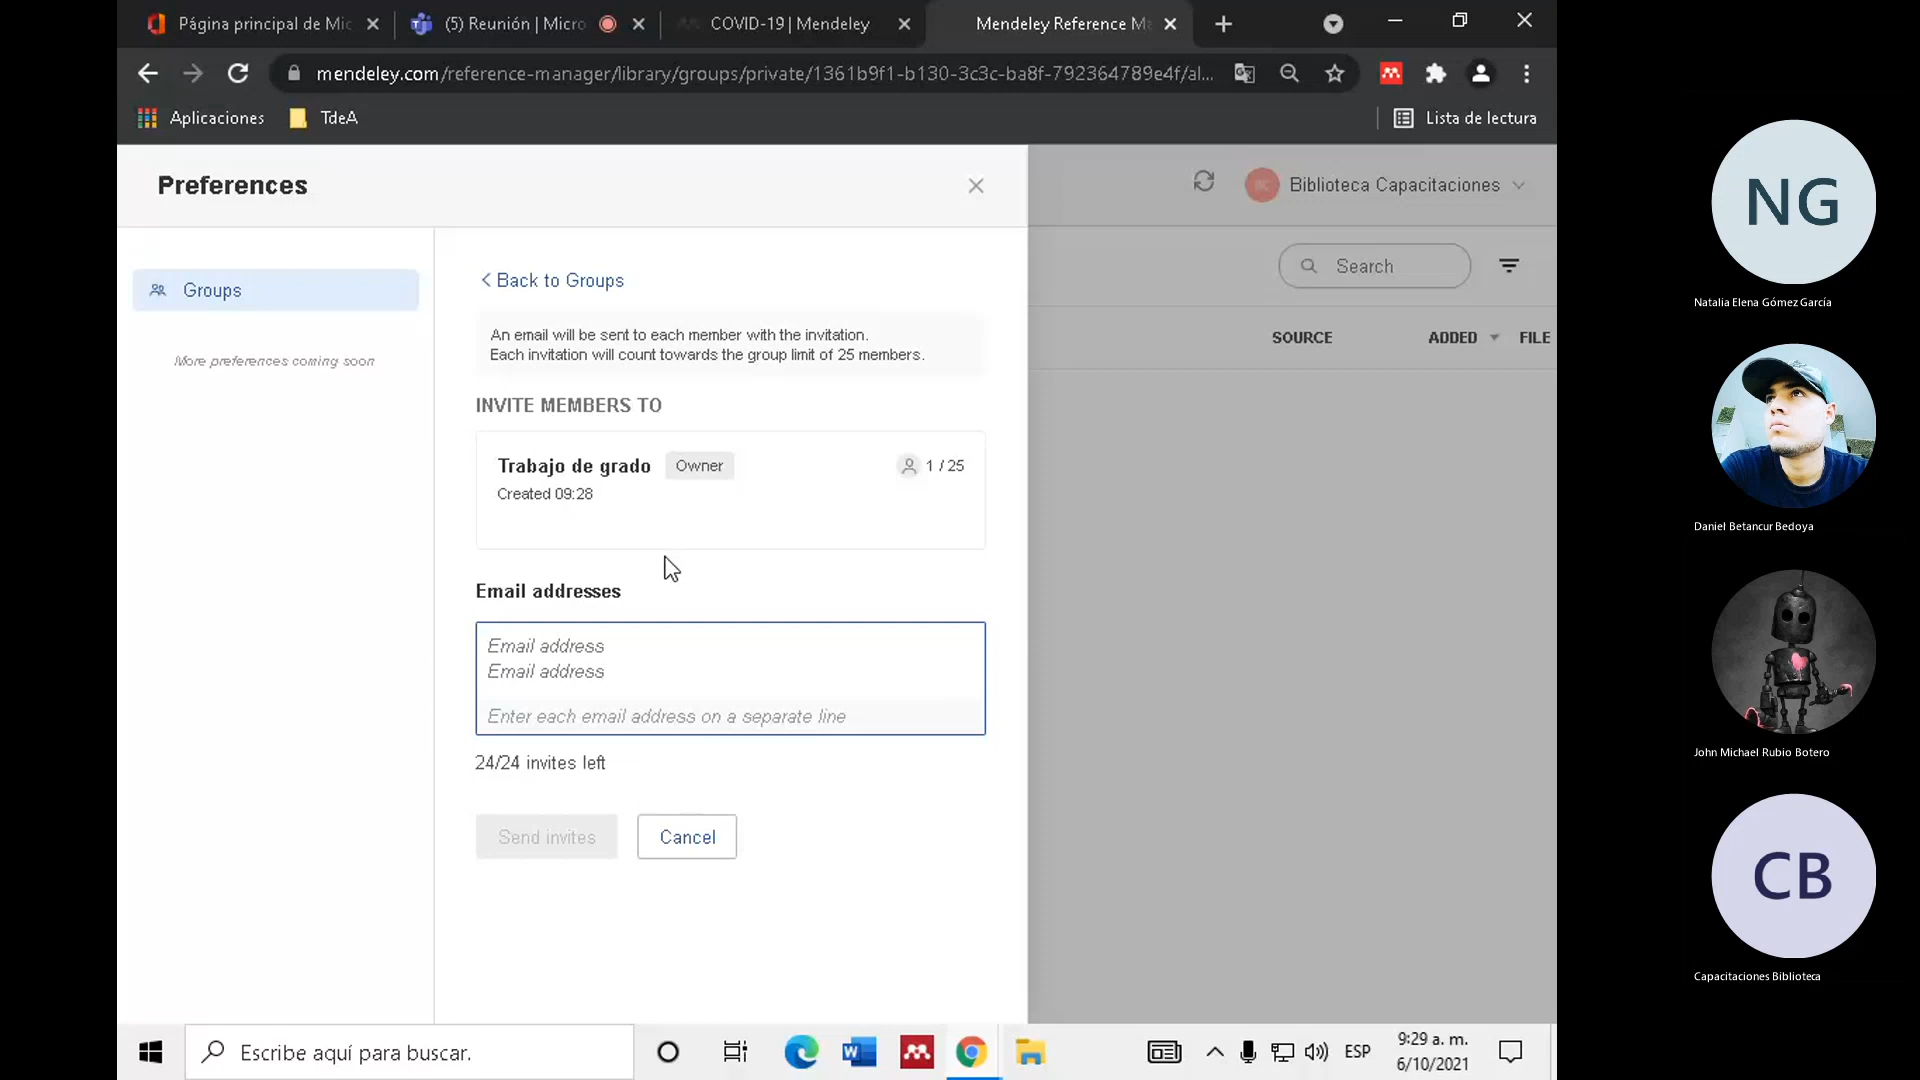 Página principal de Mic
(5) Reunión | Micro
COVID-19 | Mendeley
Mendeley Reference Ma
mendeley.com/reference-manager/library/groups/private/1361b9f1-b130-3c3c-ba8f-792364789e4f/al...
Aplicaciones
TdeA
Lista de lectura
Preferences
Biblioteca Capacitaciones
Groups
More preferences coming soon
Back to Groups
An email will be sent to each member with the invitation.
Each invitation will count towards the group limit of 25 members.
INVITE MEMBERS TO
Trabajo de grado
Owner
1 / 25
Created 09:28
Email addresses
Email address
Email address
Enter each email address on a separate line
24/24 invites left
Send invites
Cancel
Search
SOURCE
ADDED
FILE
NG
Natalia Elena Gómez García
Daniel Betancur Bedoya
John Michael Rubio Botero
CB
Capacitaciones Biblioteca
Escribe aquí para buscar.
ESP
9:29 a. m.
6/10/2021